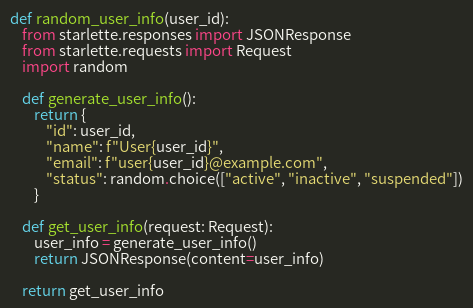 def random_user_info(user_id):
    from starlette.responses import JSONResponse
    from starlette.requests import Request
    import random

    def generate_user_info():
        return {
            "id": user_id,
            "name": f"User{user_id}",
            "email": f"user{user_id}@example.com",
            "status": random.choice(["active", "inactive", "suspended"])
        }

    def get_user_info(request: Request):
        user_info = generate_user_info()
        return JSONResponse(content=user_info)

    return get_user_info